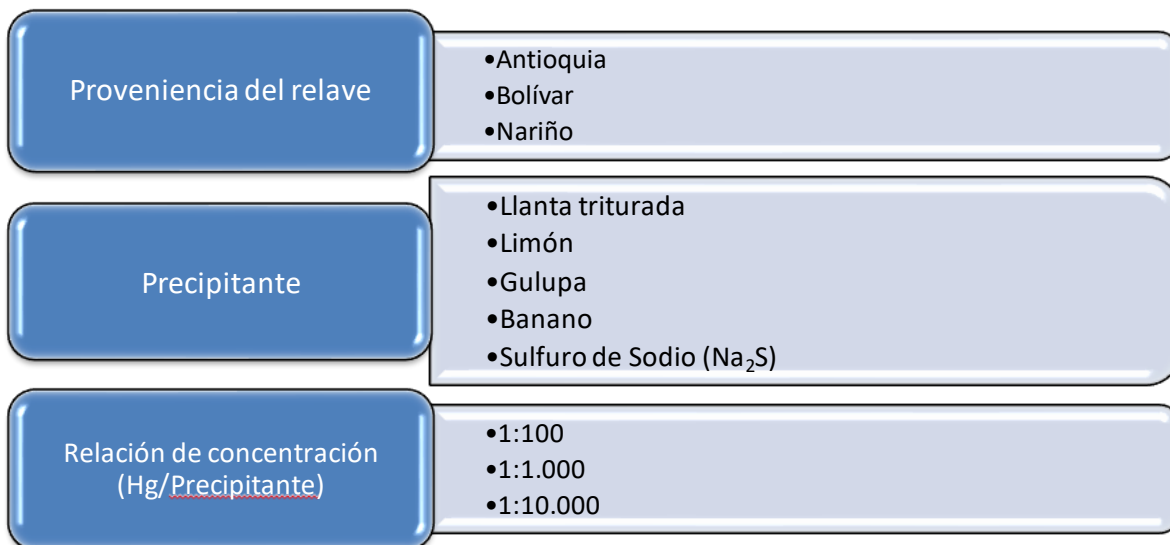 Proveniencia del relave
•Antioquia
•Bolívar
•Nariño
Precipitante
•Llanta triturada
•Limón
•Gulupa
•Banano
•Sulfuro de Sodio (Na₂S)
Relación de concentración
(Hg/Precipitante)
•1:100
•1:1.000
•1:10.000